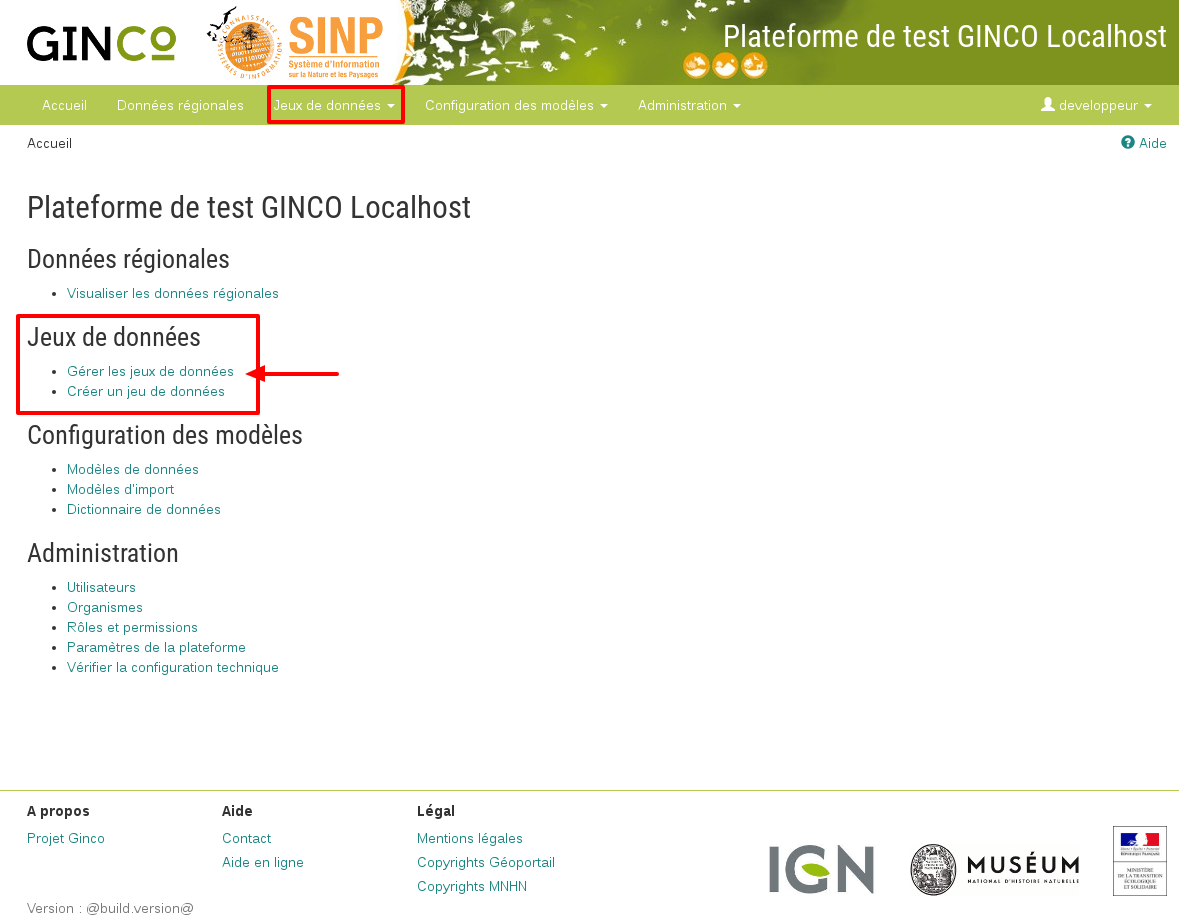 GINCO
SINP
Système d'Information
sur la Nature et les Paysages
Plateforme de test GINCO Localhost
Accueil
Données régionales
Jeux de données
Configuration des modèles
Administration
developpeur
Accueil
Aide
Plateforme de test GINCO Localhost
Données régionales
Visualiser les données régionales
Jeux de données
Gérer les jeux de données
Créer un jeu de données
Configuration des modèles
Modèles de données
Modèles d'import
Dictionnaire de données
Administration
Utilisateurs
Organismes
Rôles et permissions
Paramètres de la plateforme
Vérifier la configuration technique
A propos
Projet Ginco
Aide
Contact
Aide en ligne
Légal
Mentions légales
Copyrights Géoportail
Copyrights MNHN
IGN
MUSÉUM
NATIONAL D'HISTOIRE NATURELLE
MINISTÈRE
DE LA TRANSITION
ÉCOLOGIQUE
ET SOLIDAIRE
Version : @build.version@